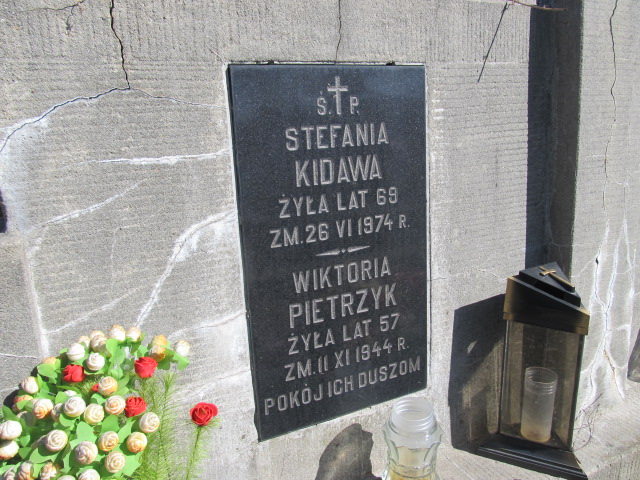 Ś. P.
STEFANIA
KIDAWA
ŻYŁA LAT 69
ZM. 26 VI 1974 R.
WIKTORIA
PIETRZYK
ŻYŁA LAT 57
ZM. 11 XI 1944 R.
POKÓJ ICH DUSZOM